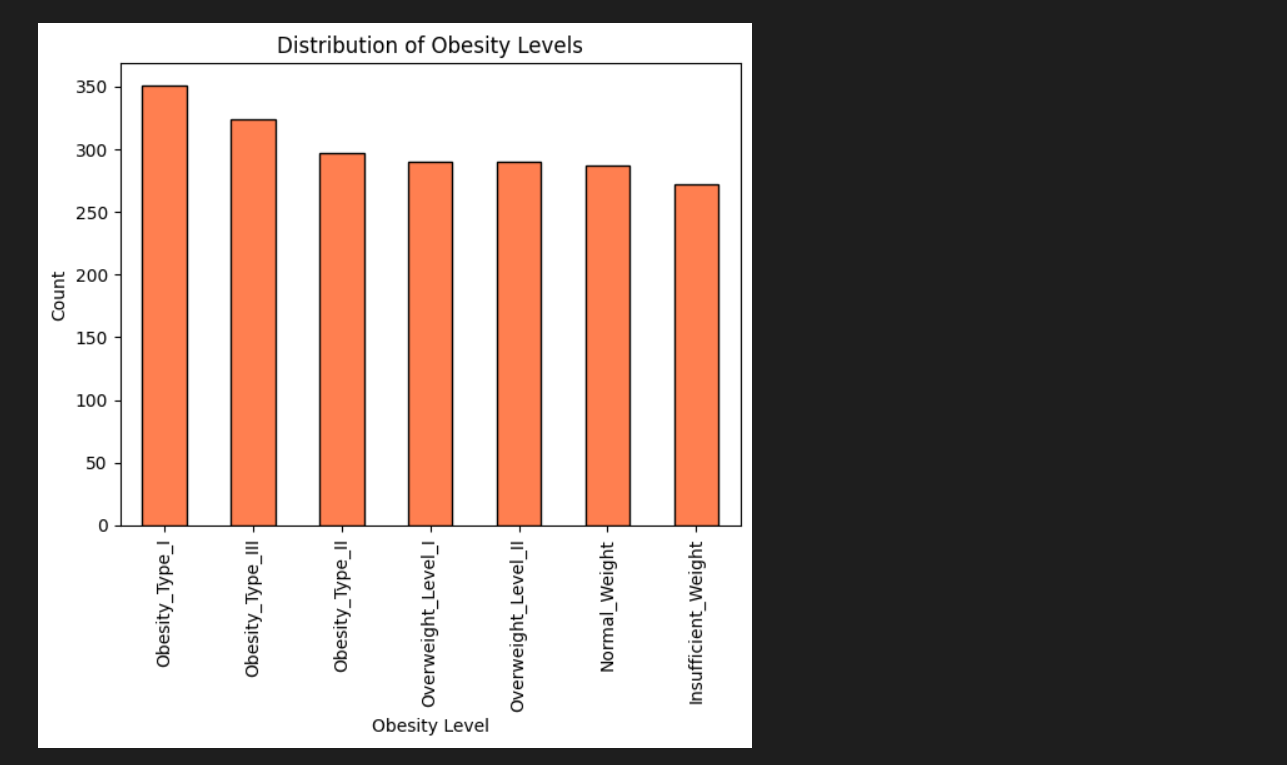 Distribution of Obesity Levels
350
300
250
200
150
100
50
0
Count
Obesity_Type_I
Obesity_Type_III
Obesity_Type_II
Overweight_Level_I
Overweight_Level_II
Normal_Weight
Insufficient_Weight
Obesity Level